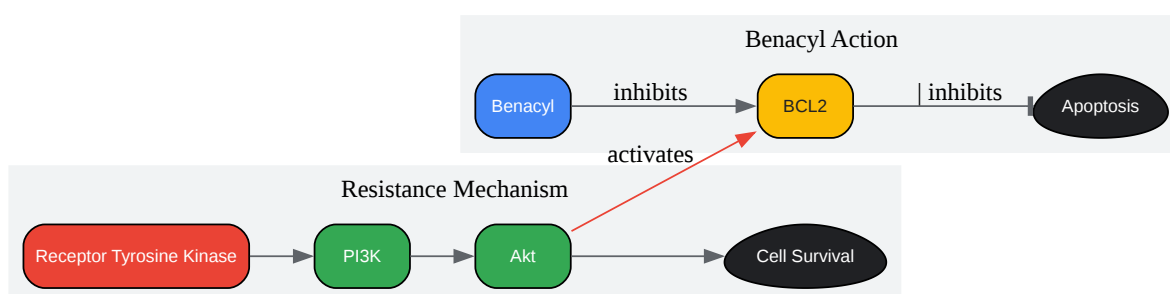 Benacyl Action
Benacyl
inhibits
BCL2
| inhibits
Apoptosis
activates
Resistance Mechanism
Receptor Tyrosine Kinase
PI3K
Akt
Cell Survival